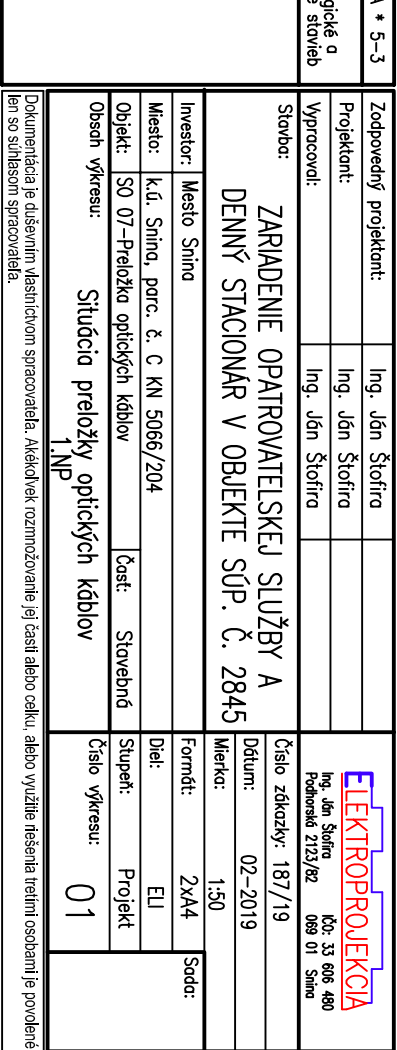 A * 5-3
gické a
e stavieb
Zodpovedný projektant: Ing. Ján Štofira
Projektant: Ing. Ján Štofira
Vypracoval: Ing. Ján Štofira
ELEKTROPROJEKCIA
Ing. Ján Štofira IČO: 33 606 480
Podhorská 2123/82 069 01 Snina
Stavba:
ZARIADENIE OPATROVATELSKEJ SLUŽBY A
DENNÝ STACIONÁR V OBJEKTE SÚP. Č. 2845
Číslo zákazky: 187/19
Dátum: 02-2019
Mierka: 1:50
Investor: Mesto Snina
Formát: 2xA4
Sada:
Miesto: k.ú. Snina, parc. č. C KN 5066/204
Diel: ELI
Objekt: SO 07-Preložka optických káblov
Časť: Stavebná
Stupeň: Projekt
Obsah výkresu:
Situácia preložky optických káblov
1.NP
Číslo výkresu:
01
Dokumentácia je duševním vlastníctvom spracovateľa. Akékoľvek rozmnožovanie jej časti alebo celku, alebo využitie riešenia tretími osobami je povolené
len so súhlasom spracovateľa.